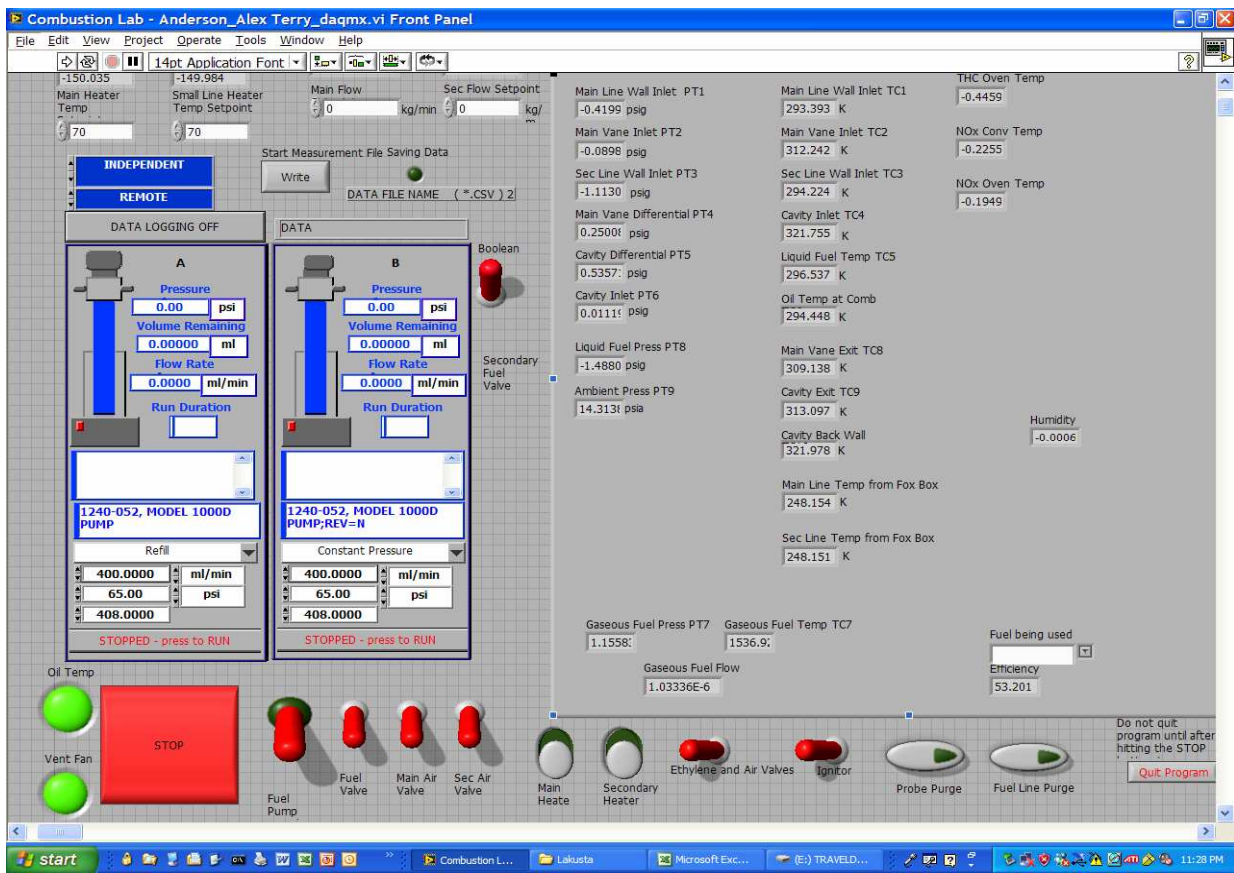 Combustion Lab - Anderson_Alex Terry_daqmx.vi Front Panel
File Edit View Project Operate Tools Window Help
14pt Application Font
-150.035 -149.984
Main Heater Temp
70
Small Line Heater Temp Setpoint
70
Main Flow
0 kg/min
Sec Flow Setpoint
0 kg/
INDEPENDENT
REMOTE
Start Measurement File Saving Data
Write
DATA FILE NAME ( *.CSV ) 2
DATA LOGGING OFF
DATA
A
Pressure
0.00 psi
Volume Remaining
0.00000 ml
Flow Rate
0.0000 ml/min
Run Duration
1240-052, MODEL 1000D
PUMP
Refill
400.0000 ml/min
65.00 psi
408.0000
STOPPED - press to RUN
B
Pressure
0.00 psi
Volume Remaining
0.00000 ml
Flow Rate
0.0000 ml/min
Run Duration
1240-052, MODEL 1000D
PUMP;REV=N
Constant Pressure
400.0000 ml/min
65.00 psi
408.0000
STOPPED - press to RUN
Boolean
Secondary
Fuel
Valve
Main Line Wall Inlet PT1
-0.4199 psig
Main Vane Inlet PT2
-0.0898 psig
Sec Line Wall Inlet PT3
-1.1130 psig
Main Vane Differential PT4
0.2500 psig
Cavity Differential PT5
0.5357 psig
Cavity Inlet PT6
0.0111 psig
Liquid Fuel Press PT8
-1.4880 psig
Ambient Press PT9
14.313 psia
Main Line Wall Inlet TC1
293.393 K
Main Vane Inlet TC2
312.242 K
Sec Line Wall Inlet TC3
294.224 K
Cavity Inlet TC4
321.755 K
Liquid Fuel Temp TC5
296.537 K
Oil Temp at Comb
294.448 K
Main Vane Exit TC8
309.138 K
Cavity Exit TC9
313.097 K
Cavity Back Wall
321.978 K
Main Line Temp from Fox Box
248.154 K
Sec Line Temp from Fox Box
248.151 K
THC Oven Temp
-0.4459
NOx Conv Temp
-0.2255
NOx Oven Temp
-0.1949
Humidity
-0.0006
Gaseous Fuel Press PT7
1.1558
Gaseous Fuel Temp TC7
1536.9
Gaseous Fuel Flow
1.03336E-6
Fuel being used
Efficiency
53.201
Oil Temp
Vent Fan
STOP
Fuel
Pump
Fuel
Valve
Main Air
Valve
Sec Air
Valve
Main
Heate
Secondary
Heater
Ethylene and Air Valves
Ignitor
Probe Purge
Fuel Line Purge
Do not quit
program until after
hitting the STOP
Quit Program
start
Combustion L...
Lakusta
Microsoft Exc...
(E:) TRAVELD...
11:28 PM